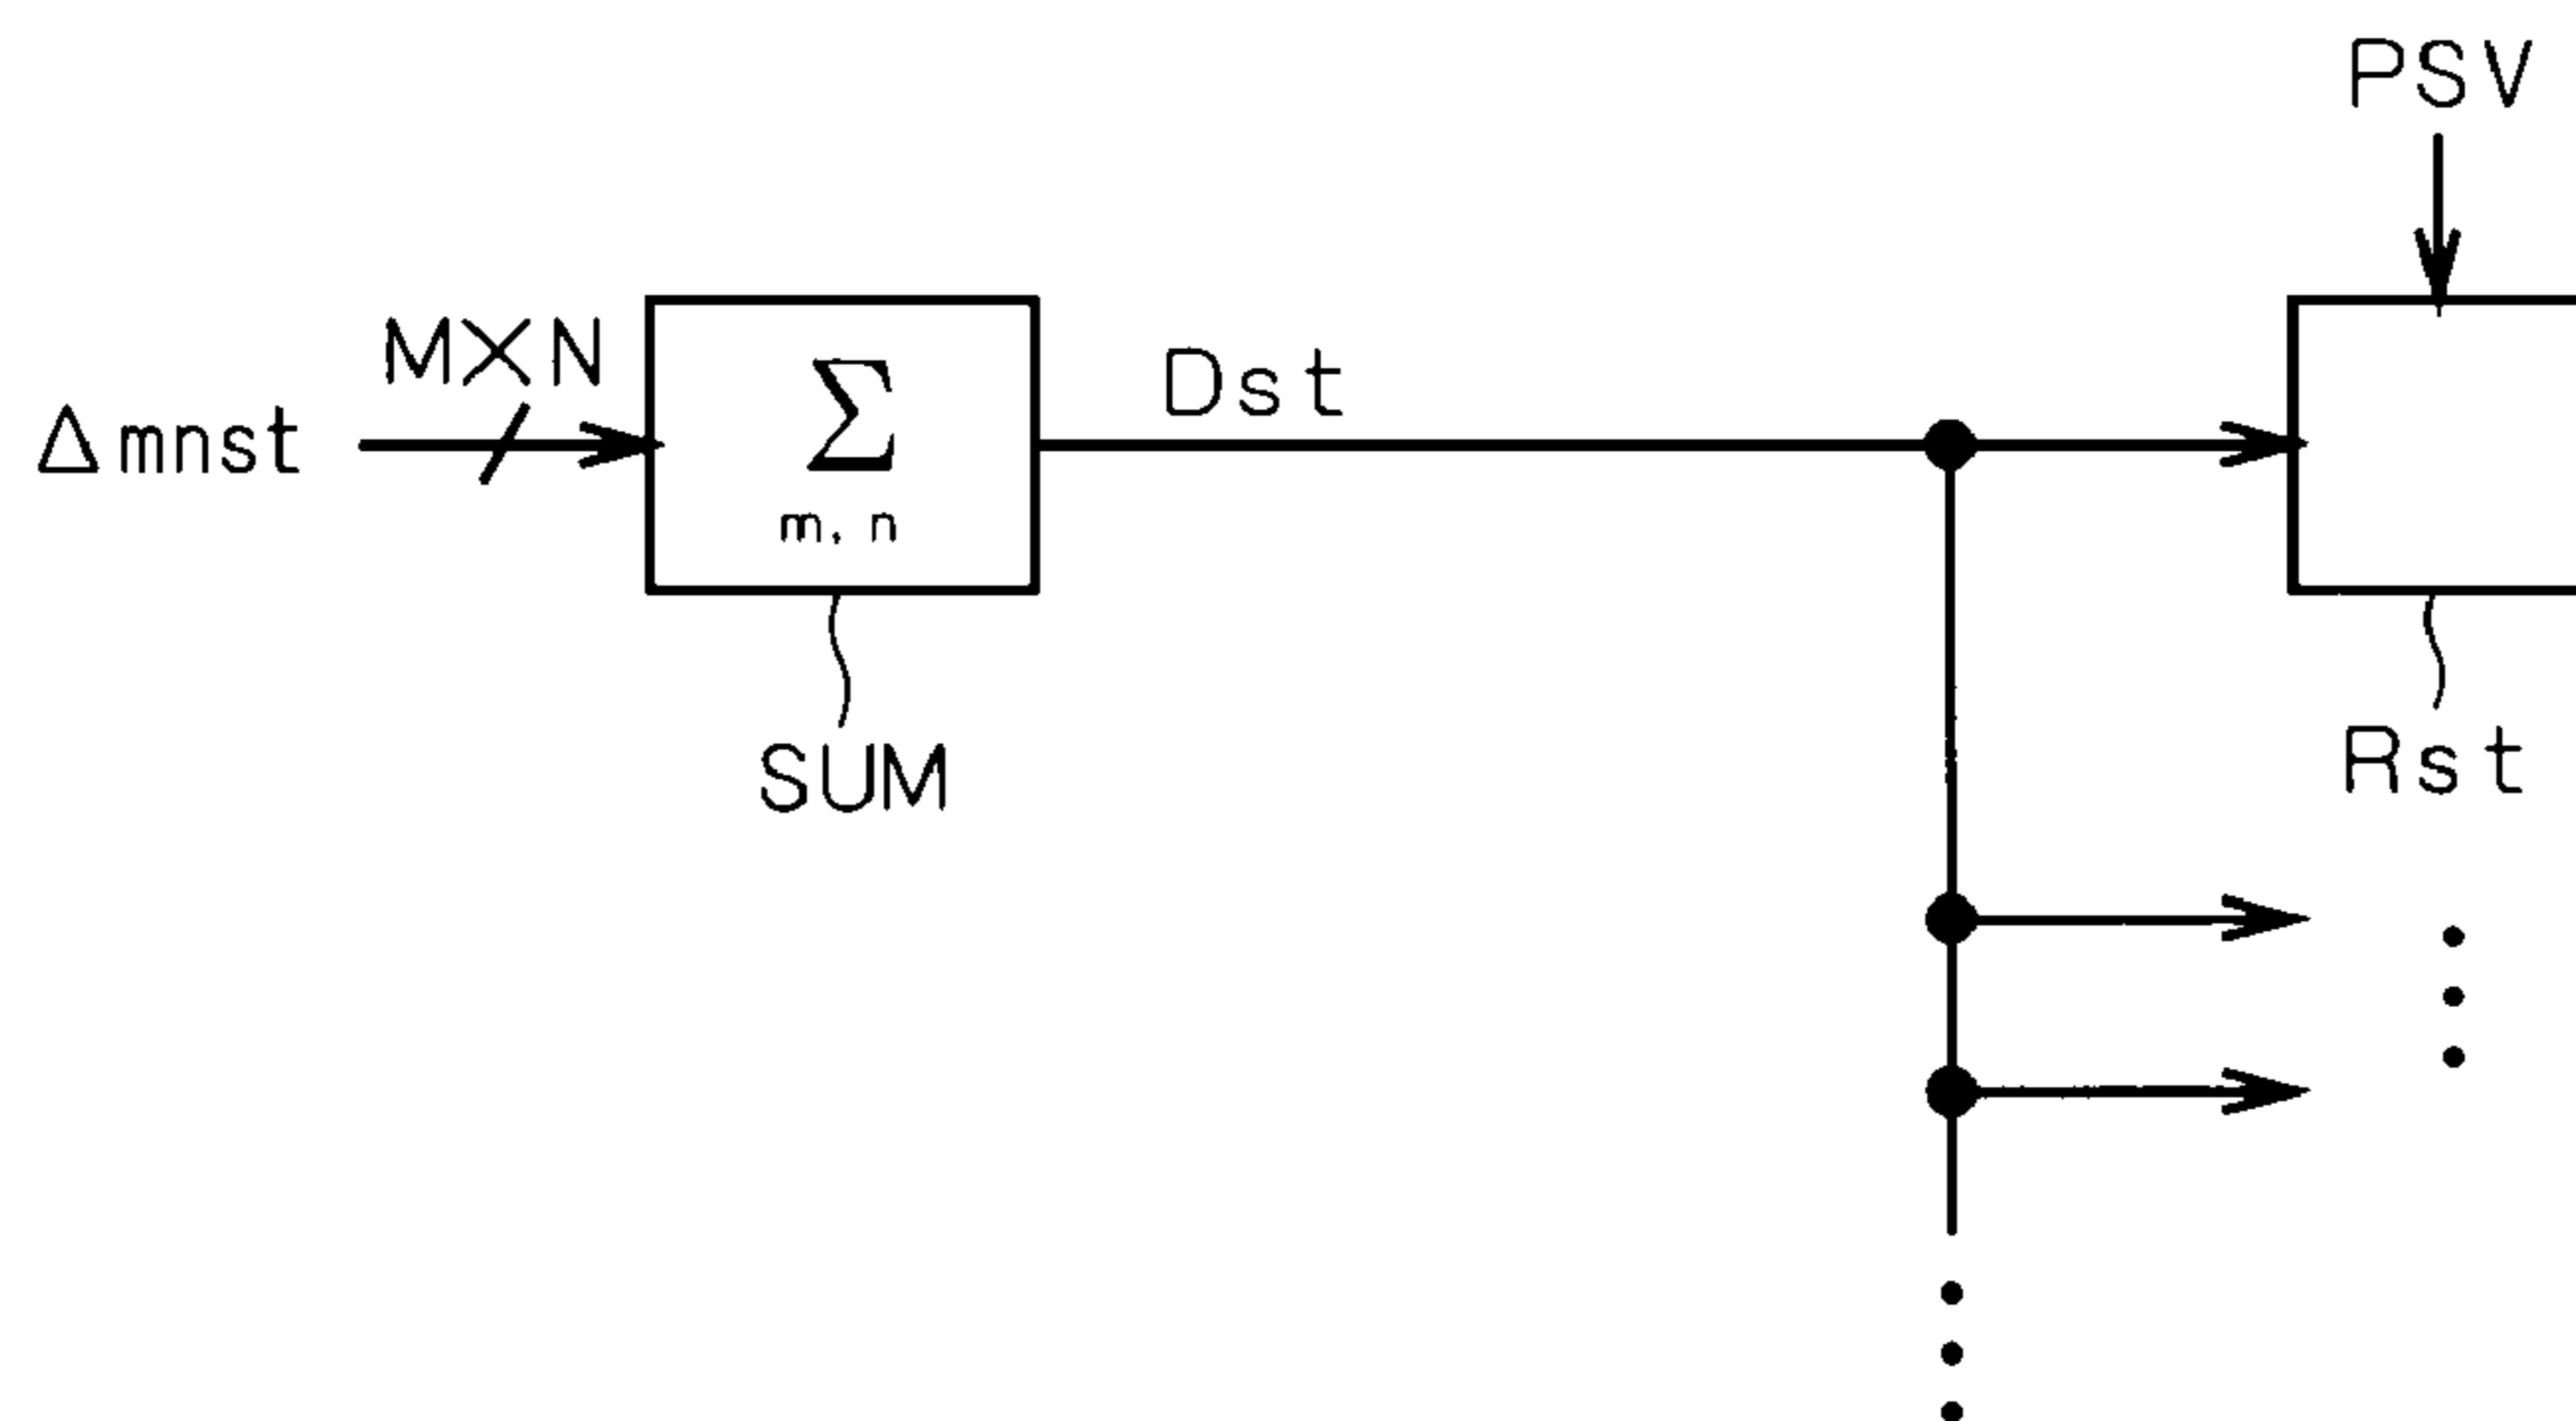 PSV
M×N
Δmnst
Σ
m, n
Dst
SUM
Rst